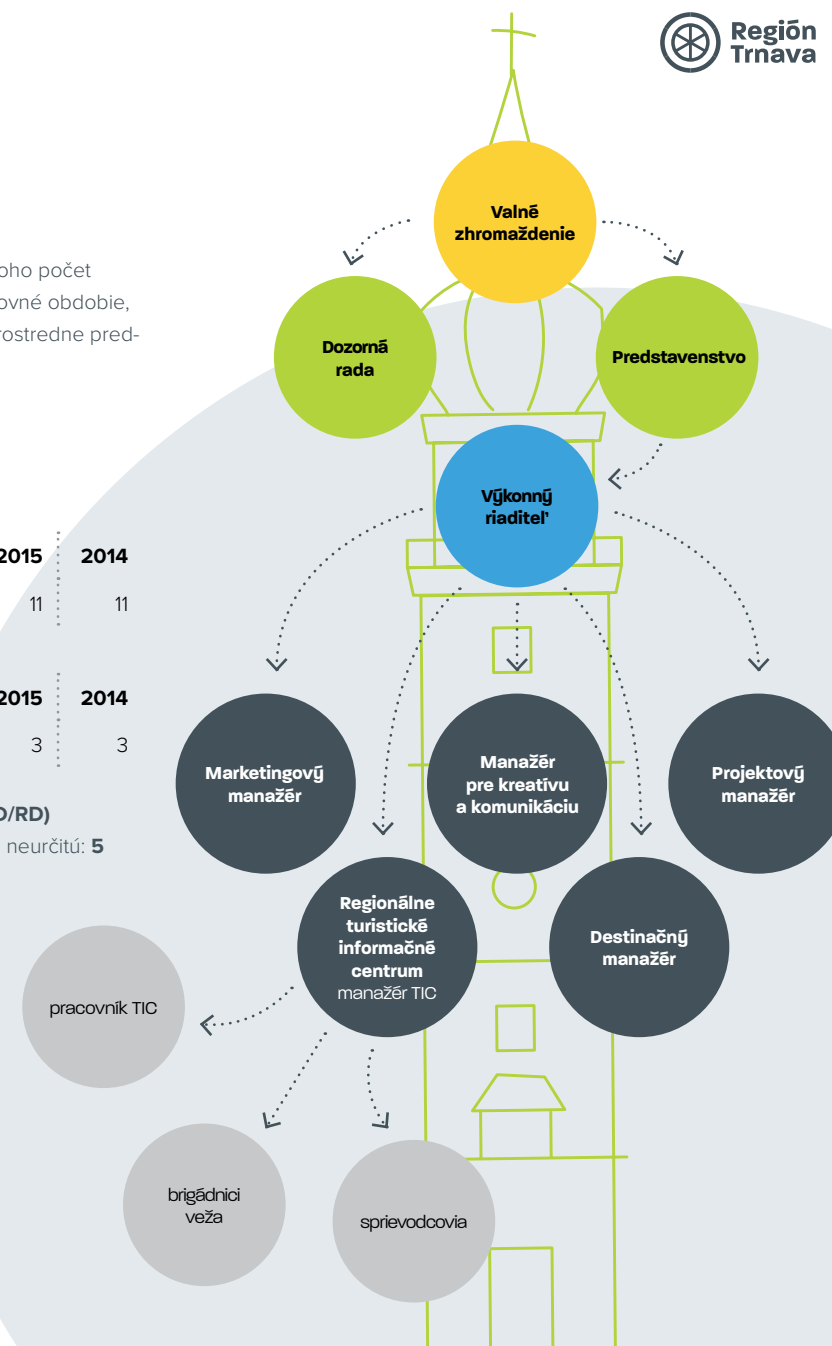 Región
Trnava
Valné
zhromaždenie
oho počet
ovné obdobie,
rostredne pred-
Dozorná
rada
Predstavenstvo
Výkonný
riaditeľ
2015 2014
11 11
2015 2014
3 3
Marketingový
manažér
Manažér
pre kreatívu
a komunikáciu
Projektový
manažér
D/RD)
neurčitú: 5
Regionálne
turistické
informačné
centrum
manažér TIC
Destinačný
manažér
pracovník TIC
brigádnici
veža
sprievodcovia